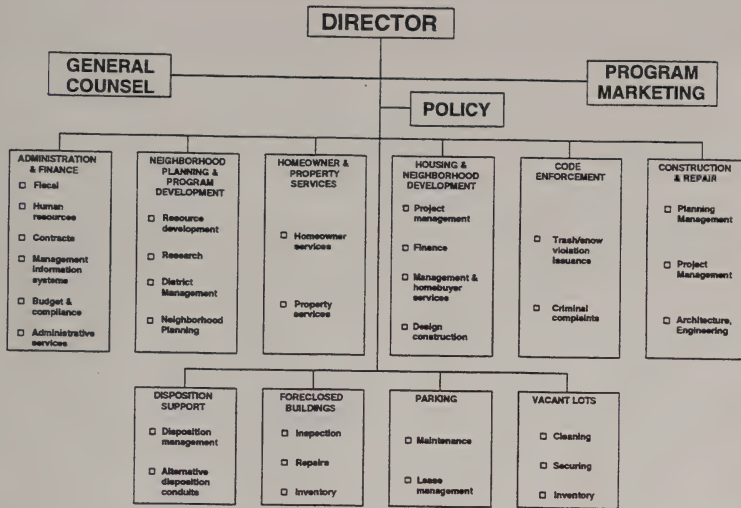 DIRECTOR
GENERAL
COUNSEL
PROGRAM
MARKETING
POLICY
ADMINISTRATION
& FINANCE
☐ Fiscal
☐ Human
resources
☐ Contracts
☐ Management
information
systems
☐ Budget &
compliance
☐ Administrative
services
NEIGHBORHOOD
PLANNING &
PROGRAM
DEVELOPMENT
☐ Resource
development
☐ Research
☐ District
Management
☐ Neighborhood
Planning
HOMEOWNER &
PROPERTY
SERVICES
☐ Homeowner
services
☐ Property
services
HOUSING &
NEIGHBORHOOD
DEVELOPMENT
☐ Project
management
☐ Finance
☐ Management &
homebuyer
services
☐ Design
construction
CODE
ENFORCEMENT
☐ Trash/snow
violation
issuance
☐ Criminal
complaints
CONSTRUCTION
& REPAIR
☐ Planning
Management
☐ Project
Management
☐ Architecture,
Engineering
DISPOSITION
SUPPORT
☐ Disposition
management
☐ Alternative
disposition
conduits
FORECLOSED
BUILDINGS
☐ Inspection
☐ Repairs
☐ Inventory
PARKING
☐ Maintenance
☐ Lease
management
VACANT LOTS
☐ Cleaning
☐ Securing
☐ Inventory